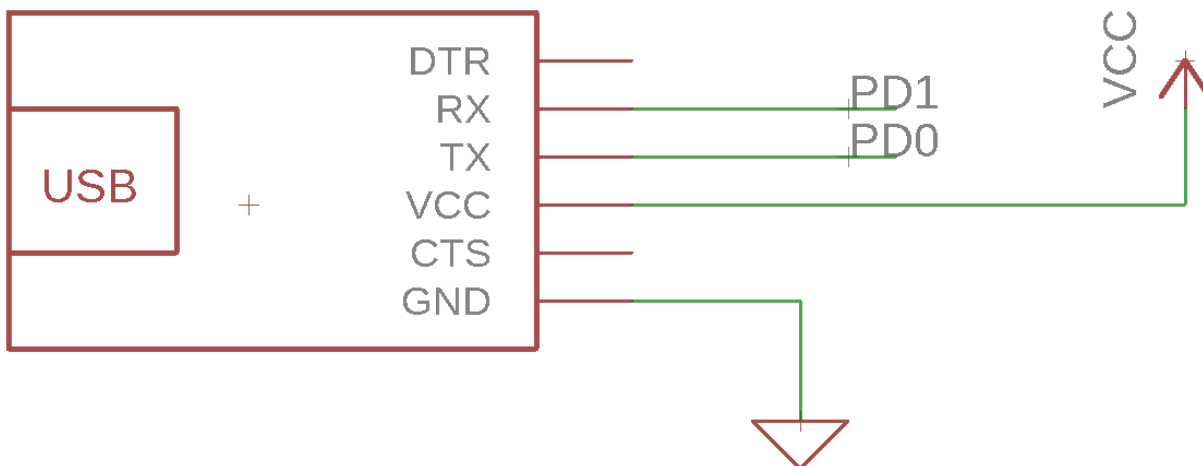 DTR
RX
PD1
TX
PD0
USB
VCC
CTS
GND
VCC